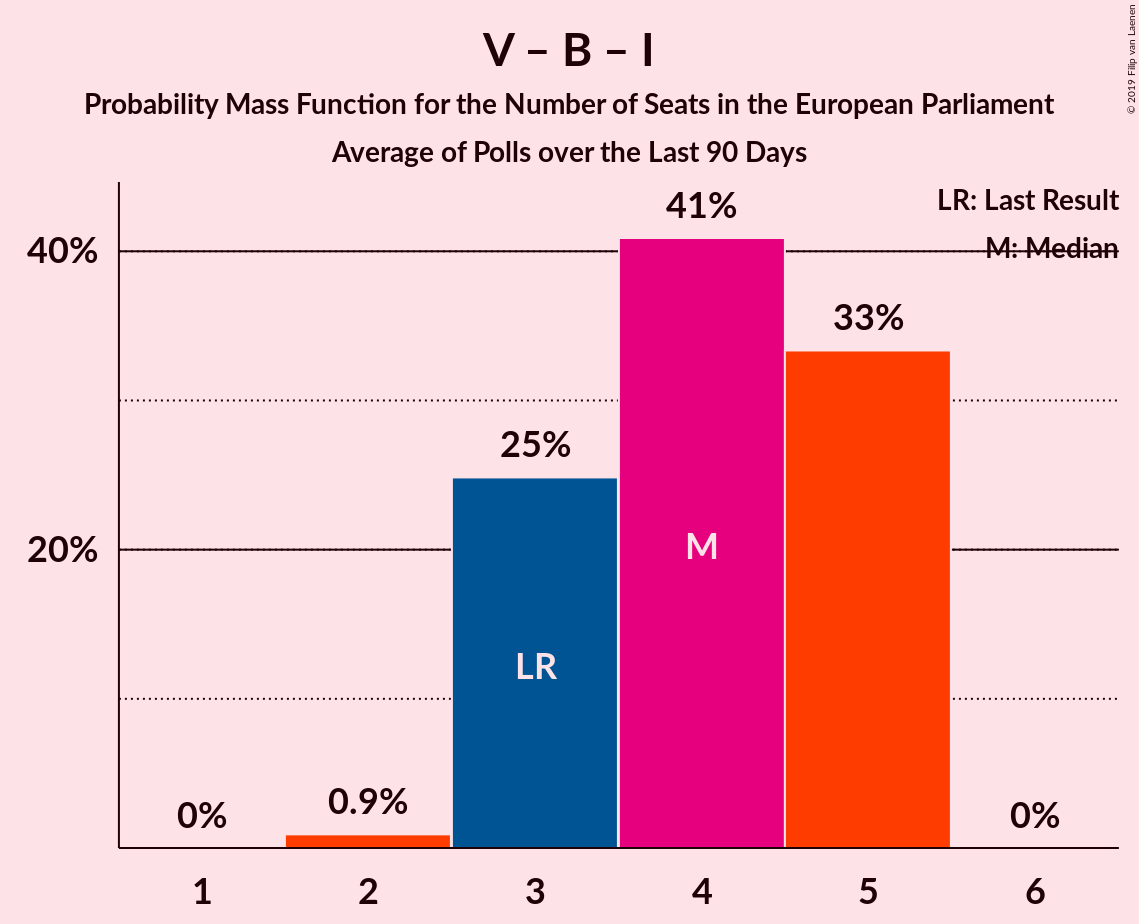 V – B – I
Probability Mass Function for the Number of Seats in the European Parliament
Average of Polls over the Last 90 Days
© 2019 Filip van Laenen
LR: Last Result
M: Median
40%
20%
0%
0.9%
25%
41%
33%
0%
LR
M
1 2 3 4 5 6